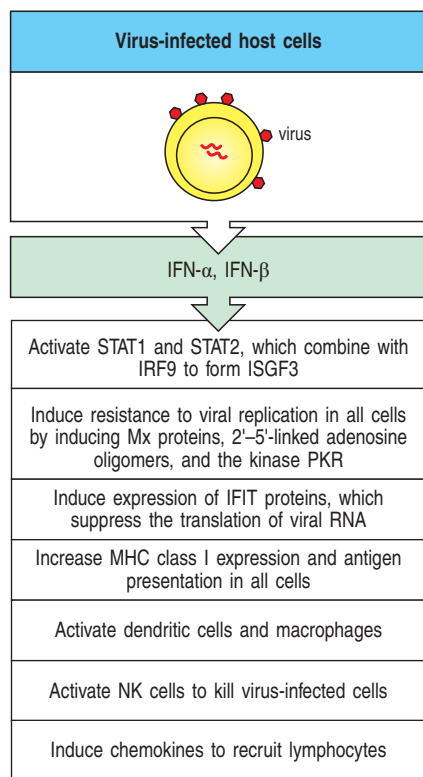 Virus-infected host cells
virus
IFN-α, IFN-β
Activate STAT1 and STAT2, which combine with
IRF9 to form ISGF3
Induce resistance to viral replication in all cells
by inducing Mx proteins, 2'–5'-linked adenosine
oligomers, and the kinase PKR
Induce expression of IFIT proteins, which
suppress the translation of viral RNA
Increase MHC class I expression and antigen
presentation in all cells
Activate dendritic cells and macrophages
Activate NK cells to kill virus-infected cells
Induce chemokines to recruit lymphocytes